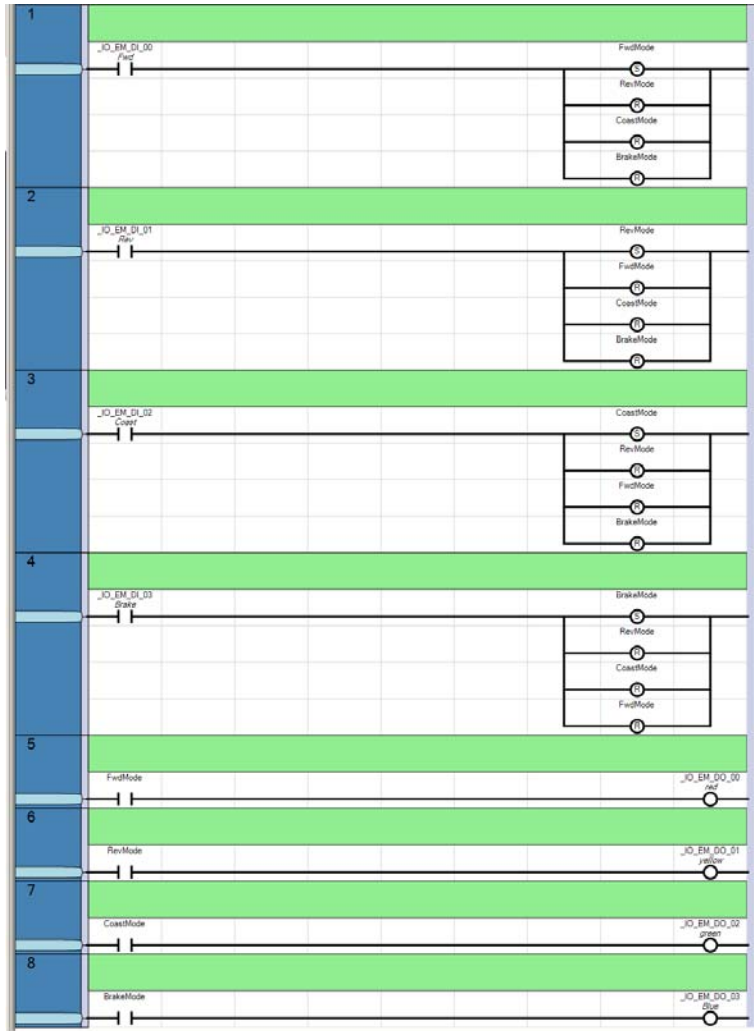 1
_IO_EM_DI_00
Fwd
FwdMode
S
RevMode
R
CoastMode
R
BrakeMode
R
2
_IO_EM_DI_01
Rev
RevMode
S
FwdMode
R
CoastMode
R
BrakeMode
R
3
_IO_EM_DI_02
Coast
CoastMode
S
RevMode
R
FwdMode
R
BrakeMode
R
4
_IO_EM_DI_03
Brake
BrakeMode
S
RevMode
R
CoastMode
R
FwdMode
R
5
FwdMode
_IO_EM_DO_00
red
6
RevMode
_IO_EM_DO_01
yellow
7
CoastMode
_IO_EM_DO_02
green
8
BrakeMode
_IO_EM_DO_03
Blue